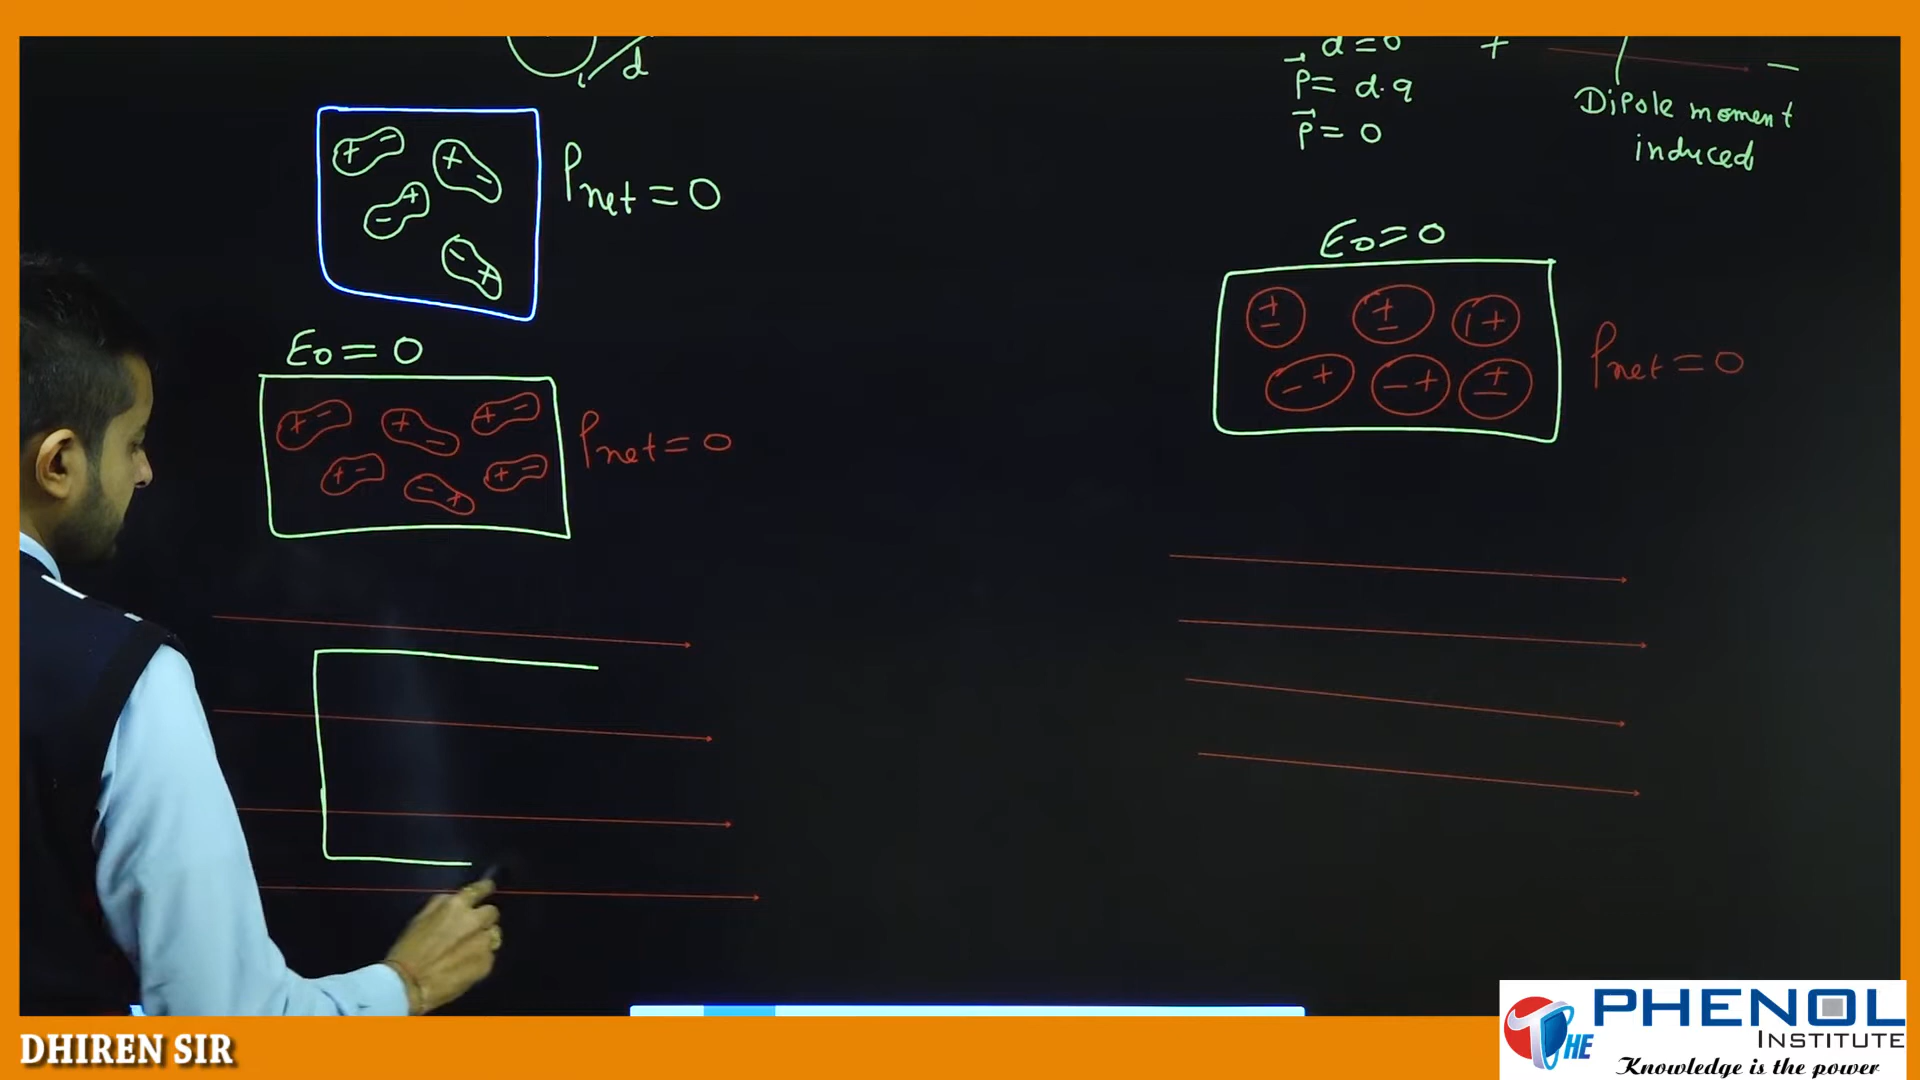 d
+ - + - - + - +
Pnet = 0
E0 = 0
+ - + - + - + - - + + -
Pnet = 0
d = 0
P = d.q
P = 0
+ -
Dipole moment
induced
E0 = 0
+ - + - +
- + - + + -
Pnet = 0
DHIREN SIR
THE PHENOL
INSTITUTE
Knowledge is the power